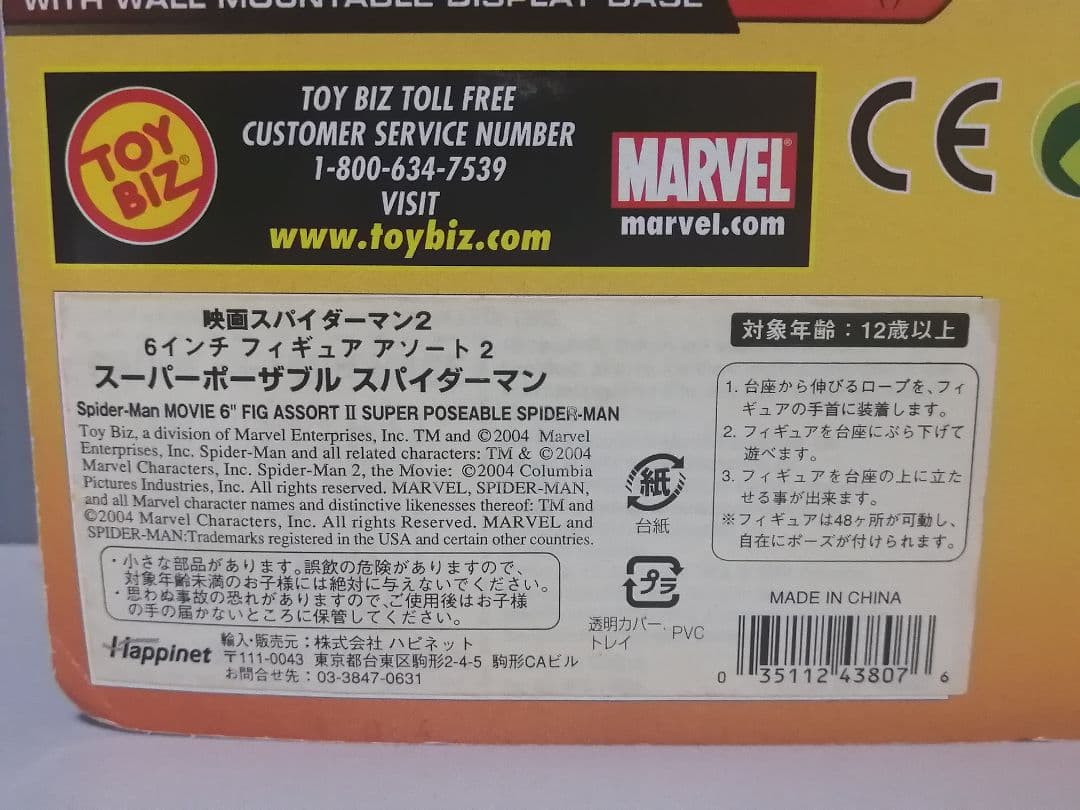 WITH WALL MOUNTABLE DISPLAY BASE
TOY BIZ®
TOY BIZ TOLL FREE
CUSTOMER SERVICE NUMBER
1-800-634-7539
VISIT
www.toybiz.com
MARVEL®
marvel.com
CE
映画スパイダーマン2
6インチ フィギュア アソート 2
スーパーポーザブル スパイダーマン
Spider-Man MOVIE 6" FIG ASSORT II SUPER POSEABLE SPIDER-MAN
Toy Biz, a division of Marvel Enterprises, Inc. TM and ©2004 Marvel
Enterprises, Inc. Spider-Man and all related characters: TM & ©2004
Marvel Characters, Inc. Spider-Man 2, the Movie: ©2004 Columbia
Pictures Industries, Inc. All rights reserved. MARVEL, SPIDER-MAN,
and all Marvel character names and distinctive likenesses thereof: TM and
©2004 Marvel Characters, Inc. All rights Reserved. MARVEL and
SPIDER-MAN:Trademarks registered in the USA and certain other countries.
・小さな部品があります。誤飲の危険がありますので、
対象年齢未満のお子様には絶対に与えないでください。
・思わぬ事故の恐れがありますので、ご使用後はお子様
の手の届かないところに保管してください。
Happinet
輸入・販売元：株式会社 ハピネット
〒111-0043 東京都台東区駒形2-4-5 駒形CAビル
お問合せ先：03-3847-0631
紙
台紙
プラ
透明カバー、
トレイ
PVC
対象年齢：12歳以上
1. 台座から伸びるロープを、フィ
ギュアの手首に装着します。
2. フィギュアを台座にぶら下げて
遊べます。
3. フィギュアを台座の上に立た
せる事が出来ます。
※フィギュアは48ヶ所が可動し、
自在にポーズが付けられます。
MADE IN CHINA
0 35112 43807 6